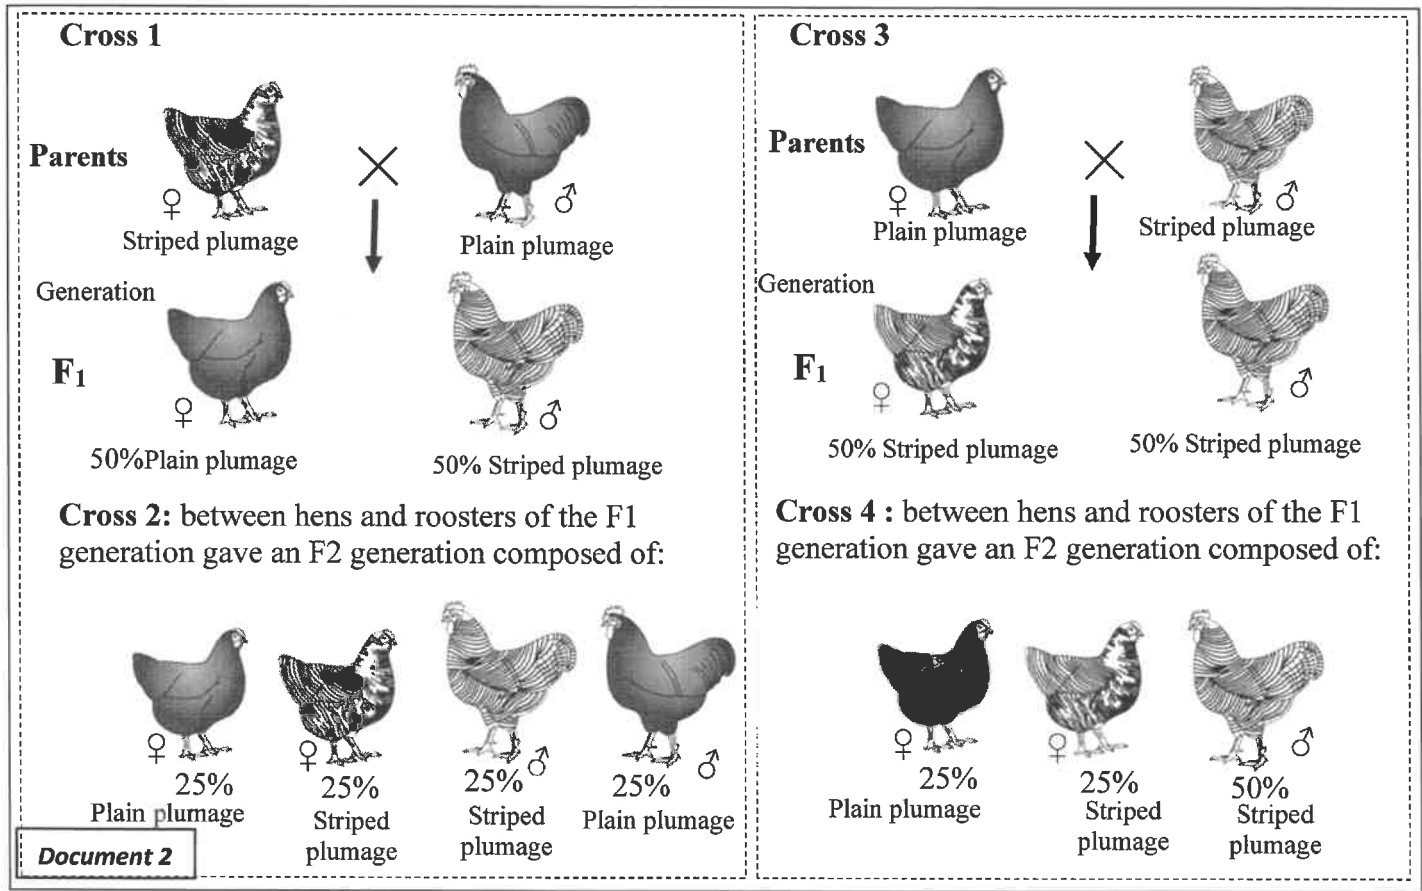 Cross 1
Parents
♀
♂
Striped plumage
Plain plumage
Generation
F₁
♀
♂
50%Plain plumage
50% Striped plumage
Cross 2: between hens and roosters of the F1
generation gave an F2 generation composed of:
♀
♀
♂
♂
25%
25%
25%
25%
Plain plumage
Striped
plumage
Striped
plumage
Plain plumage
Document 2
Cross 3
Parents
♀
♂
Plain plumage
Striped plumage
Generation
F₁
♀
♂
50% Striped plumage
50% Striped plumage
Cross 4 : between hens and roosters of the F1
generation gave an F2 generation composed of:
♀
♀
♂
25%
25%
50%
Plain plumage
Striped
plumage
Striped
plumage